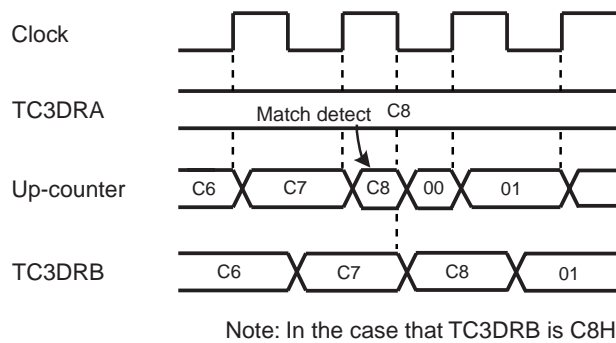 Clock
TC3DRA
Match detect C8
Up-counter C6 C7 C8 00 01
TC3DRB C6 C7 C8 01
Note: In the case that TC3DRB is C8H